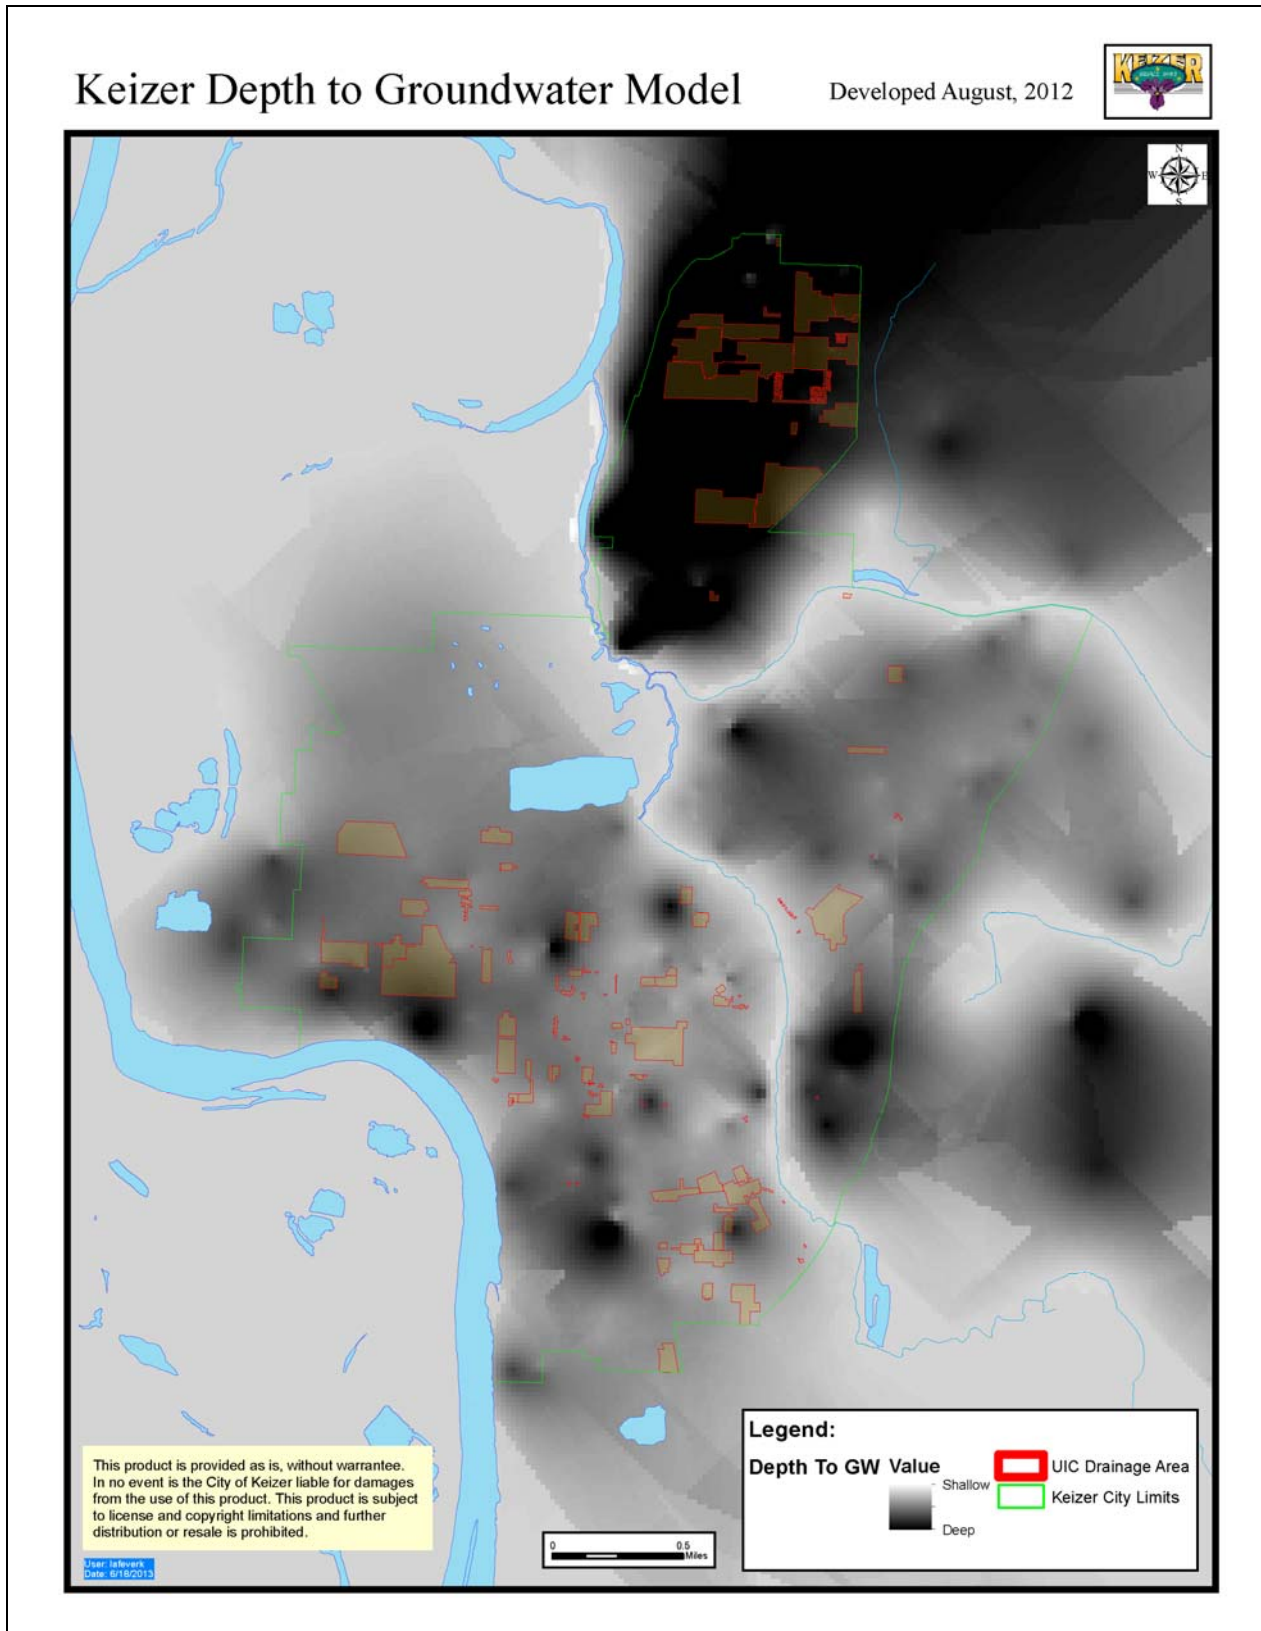 Keizer Depth to Groundwater Model
Developed August, 2012
KEIZER
N
W E
S
Legend:
Depth To GW Value
Shallow
Deep
UIC Drainage Area
Keizer City Limits
This product is provided as is, without warrantee.
In no event is the City of Keizer liable for damages
from the use of this product. This product is subject
to license and copyright limitations and further
distribution or resale is prohibited.
User: lafeverk
Date: 6/18/2013
0 0.5
Miles